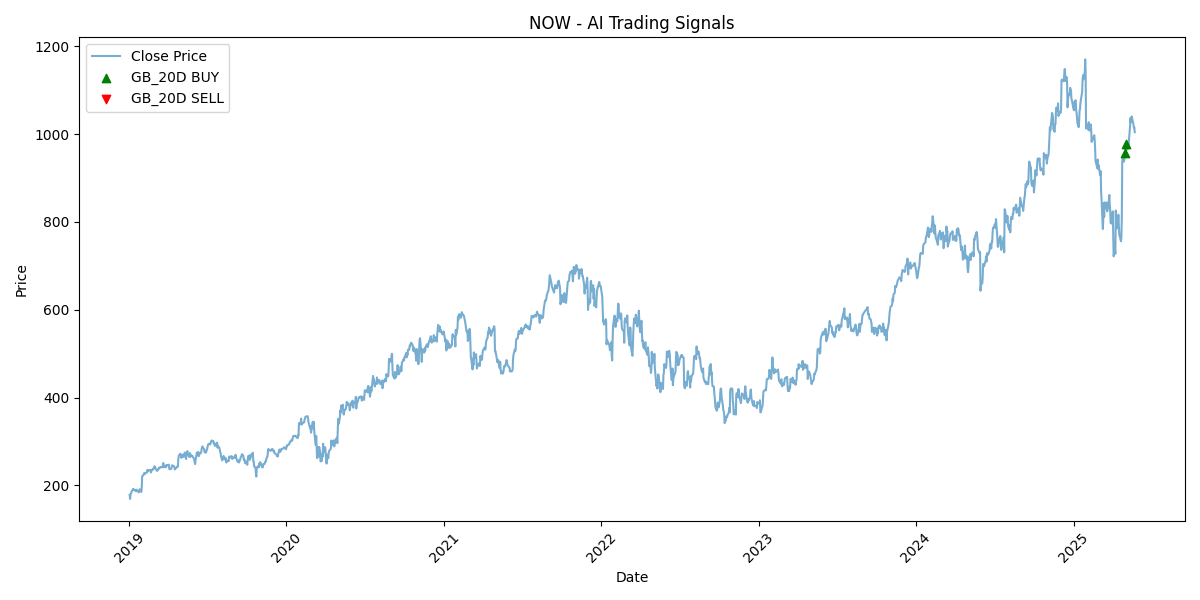 NOW - AI Trading Signals
Close Price
GB_20D BUY
GB_20D SELL
1200
1000
800
600
400
200
Price
2019
2020
2021
2022
2023
2024
2025
Date